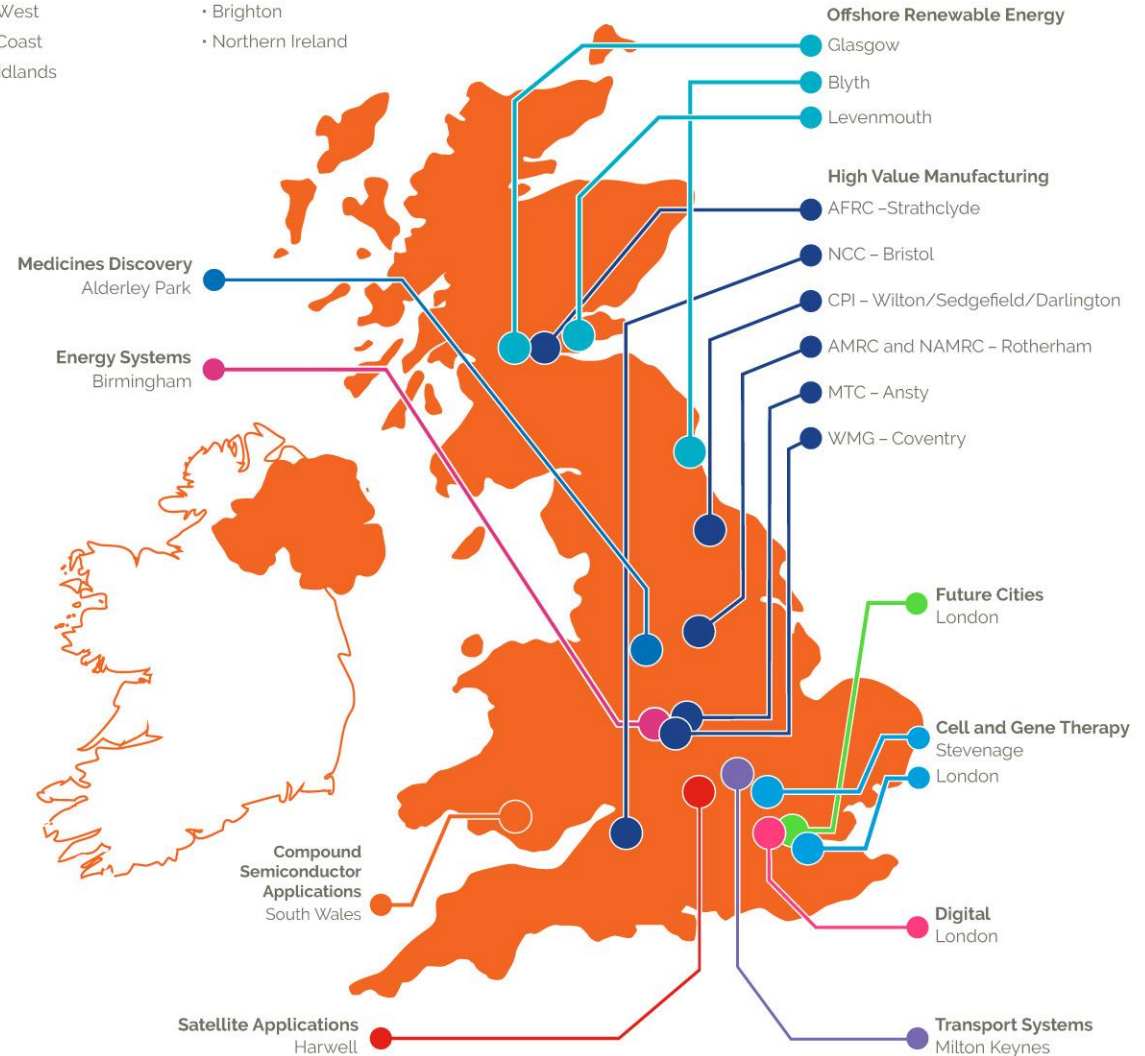 West
Coast
• Brighton
• Northern Ireland
Offshore Renewable Energy
Glasgow
Blyth
Levenmouth
High Value Manufacturing
AFRC –Strathclyde
NCC – Bristol
CPI – Wilton/Sedgefield/Darlington
AMRC and NAMRC – Rotherham
MTC – Ansty
WMG – Coventry
Medicines Discovery
Alderley Park
Energy Systems
Birmingham
Future Cities
London
Cell and Gene Therapy
Stevenage
London
Compound
Semiconductor
Applications
South Wales
Digital
London
Satellite Applications
Harwell
Transport Systems
Milton Keynes